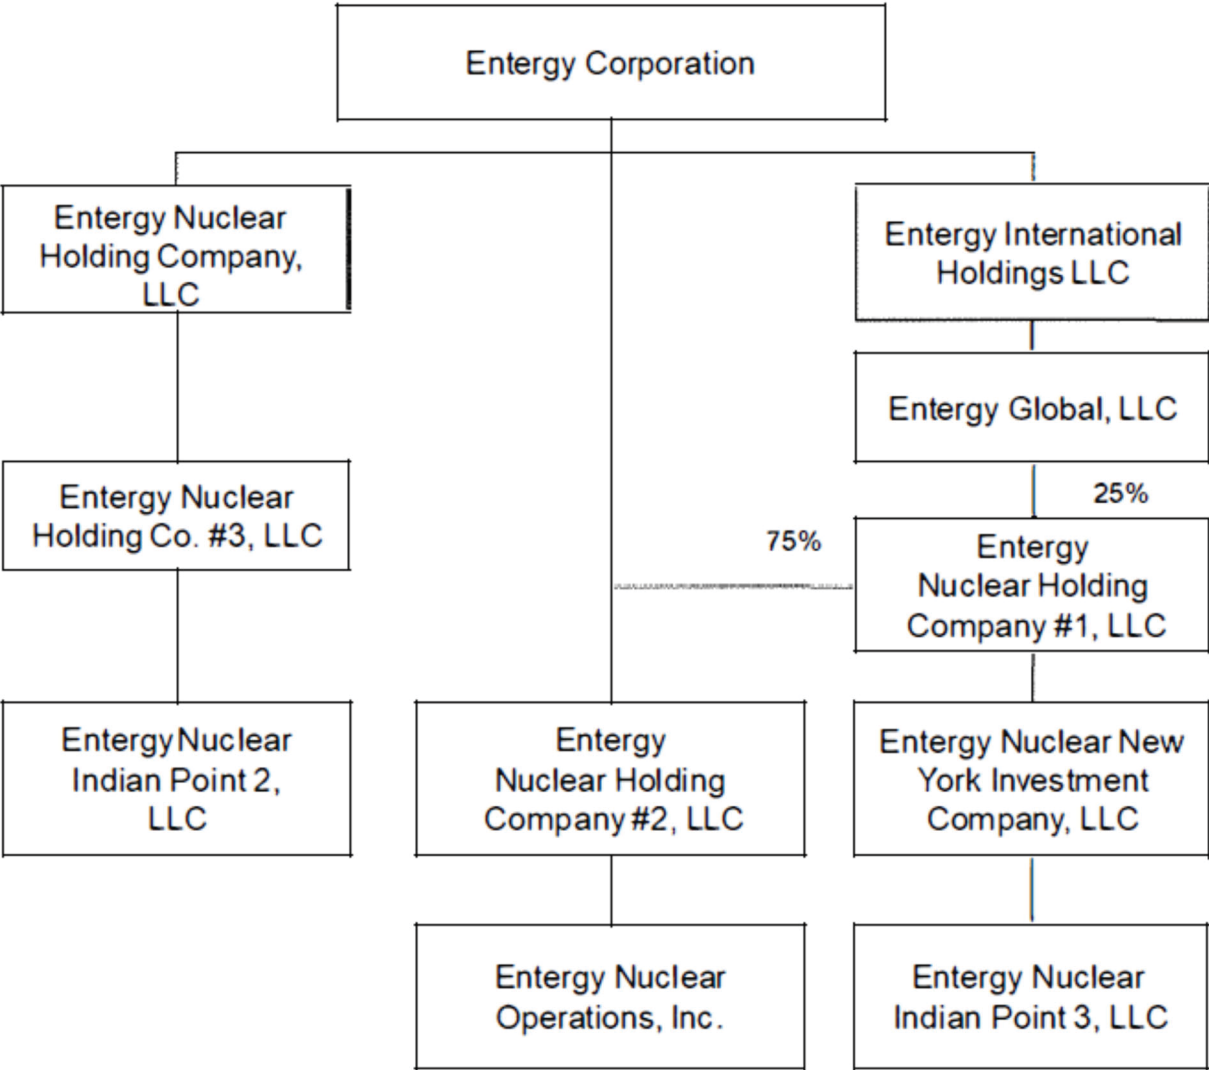 Entergy Corporation
Entergy Nuclear
Holding Company,
LLC
Entergy International
Holdings LLC
Entergy Global, LLC
25%
Entergy Nuclear
Holding Co. #3, LLC
75%
Entergy
Nuclear Holding
Company #1, LLC
Entergy Nuclear
Indian Point 2,
LLC
Entergy
Nuclear Holding
Company #2, LLC
Entergy Nuclear New
York Investment
Company, LLC
Entergy Nuclear
Operations, Inc.
Entergy Nuclear
Indian Point 3, LLC